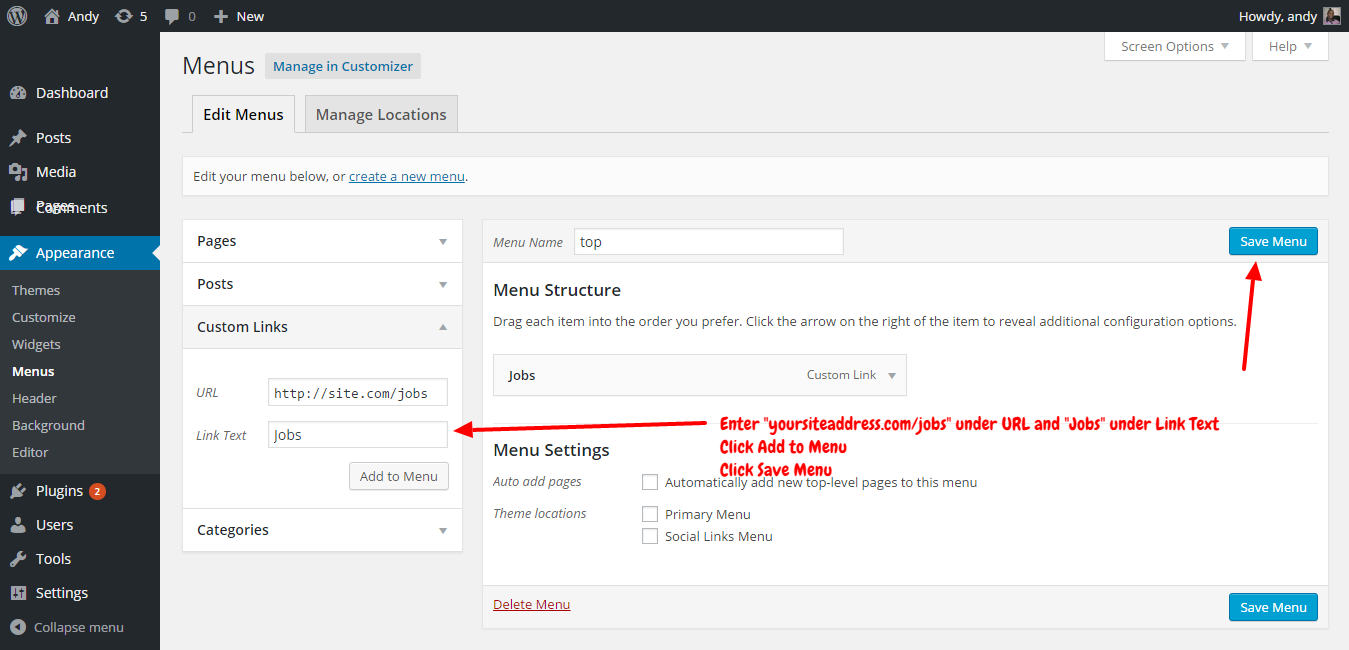 Andy 5 0 New Howdy, andy
Screen Options Help
Menus Manage in Customizer
Edit Menus Manage Locations
Edit your menu below, or create a new menu.
Dashboard
Posts
Media
Pages
Comments
Appearance
Themes
Customize
Widgets
Menus
Header
Background
Editor
Plugins 2
Users
Tools
Settings
Collapse menu
Pages
Posts
Custom Links
URL http://site.com/jobs
Link Text Jobs
Add to Menu
Categories
Menu Name top Save Menu
Menu Structure
Drag each item into the order you prefer. Click the arrow on the right of the item to reveal additional configuration options.
Jobs Custom Link
Enter "yoursiteaddress.com/jobs" under URL and "Jobs" under Link Text
Click Add to Menu
Click Save Menu
Menu Settings
Auto add pages Automatically add new top-level pages to this menu
Theme locations Primary Menu
Social Links Menu
Delete Menu Save Menu